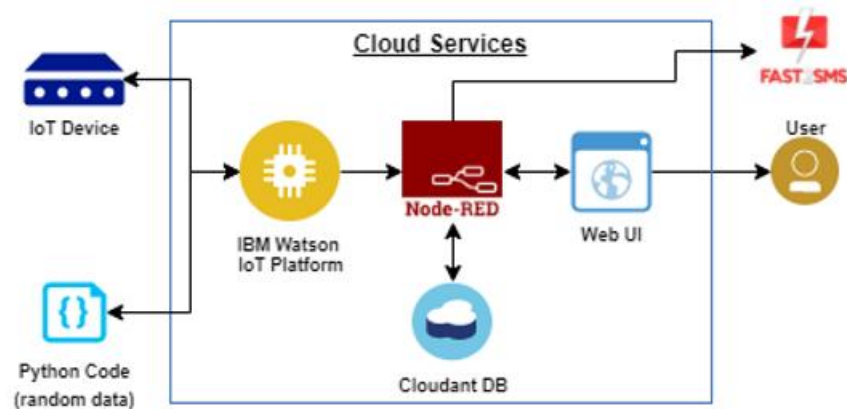 Cloud Services
FAST2SMS
IoT Device
User
Node-RED
IBM Watson
IoT Platform
Web UI
Python Code
(random data)
Cloudant DB
{}